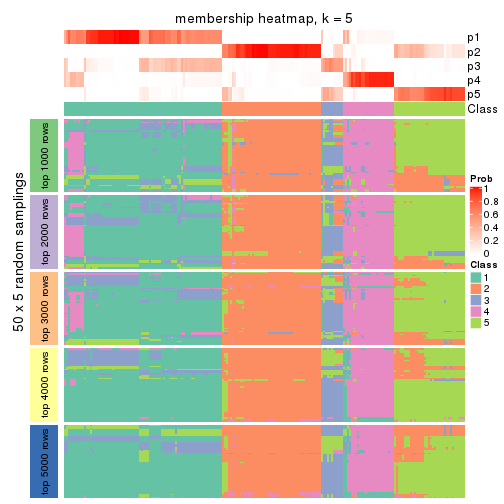 membership heatmap, k = 5
p1
p2
p3
p4
p5
Class
50 x 5 random samplings
top 1000 rows
top 2000 rows
top 3000 rows
top 4000 rows
top 5000 rows
Prob
1
0.8
0.6
0.4
0.2
0
Class
1
2
3
4
5